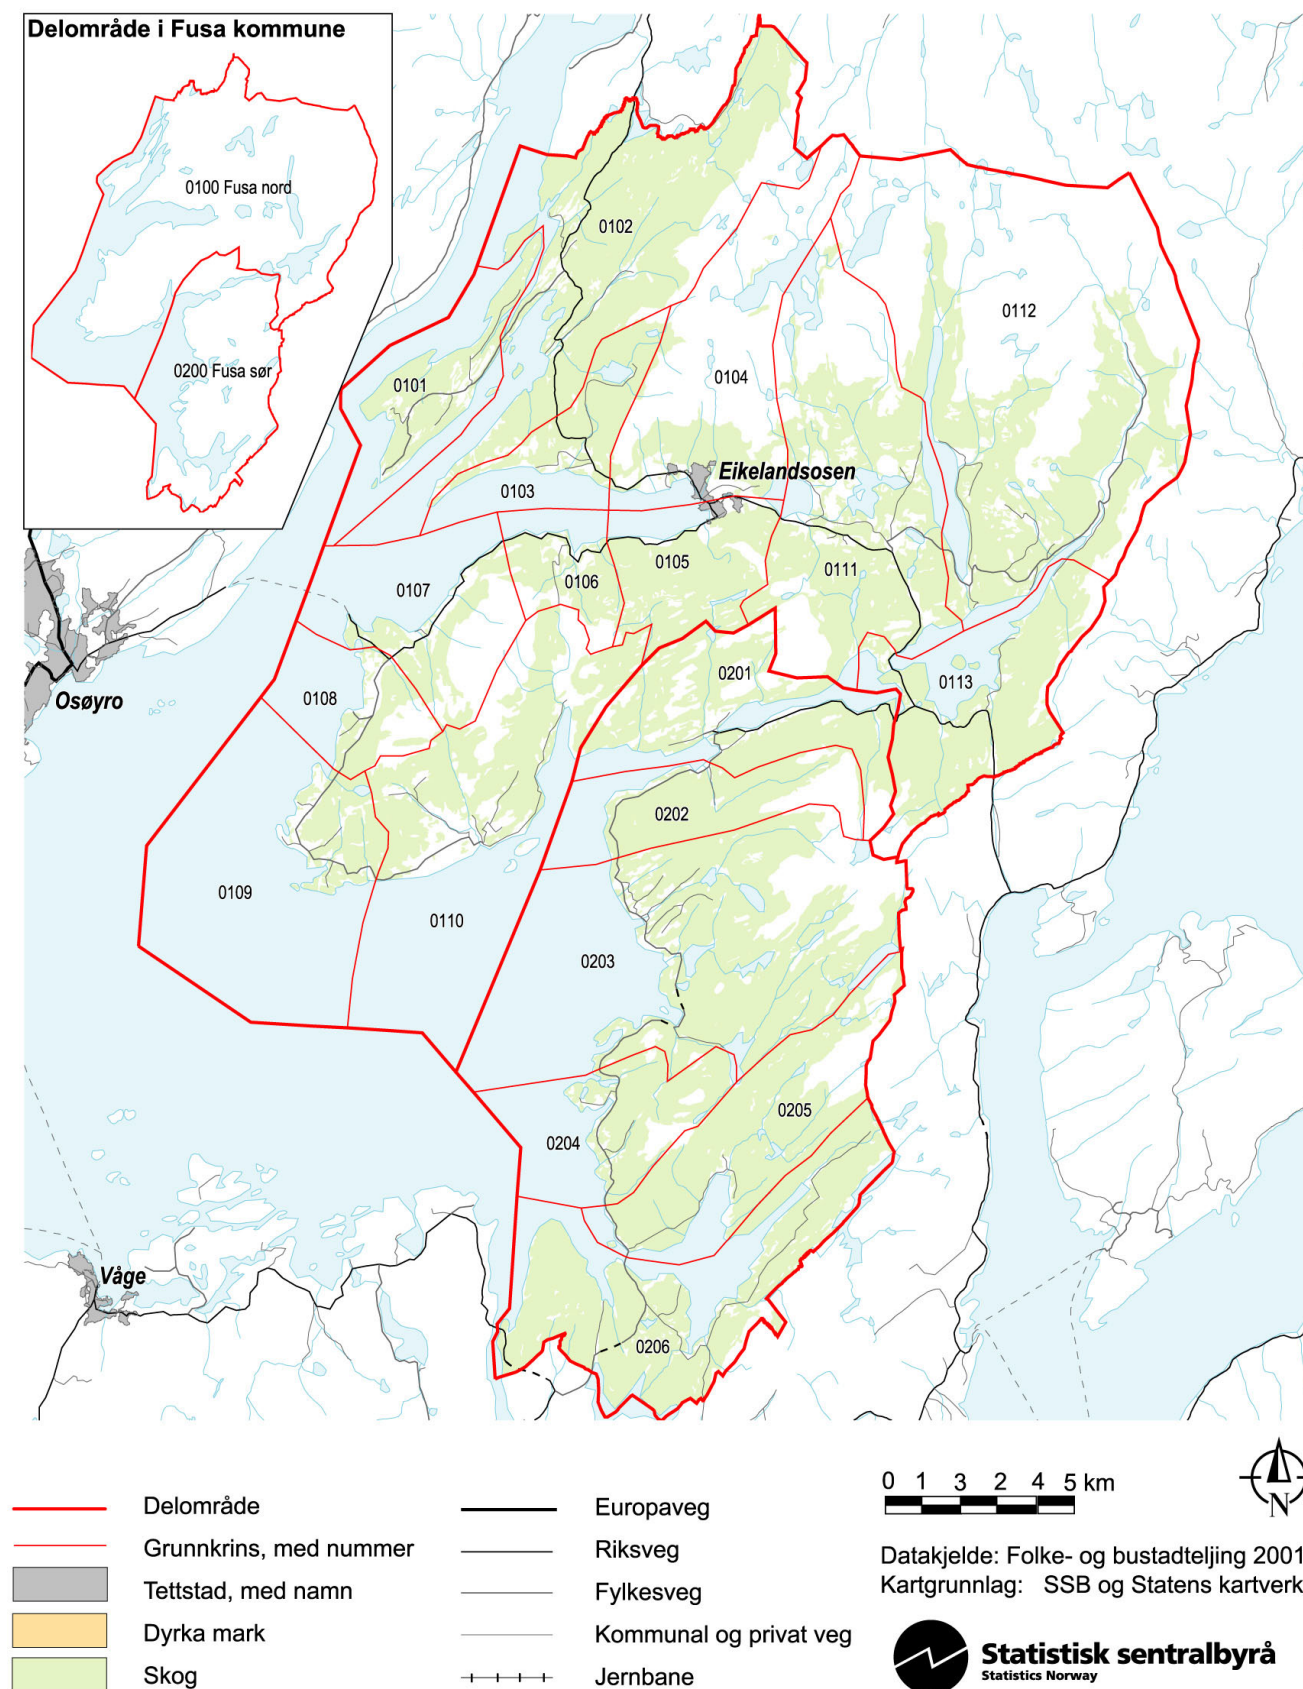 Delområde i Fusa kommune
0100 Fusa nord
0200 Fusa sør
0102
0112
0101
0104
Eikelandsosen
0103
0105
0111
0106
0107
0201
0113
0108
Osøyro
0202
0109
0110
0203
0205
0204
Våge
0206
Delområde
Grunnkrins, med nummer
Tettstad, med namn
Dyrka mark
Skog
Europaveg
Riksveg
Fylkesveg
Kommunal og privat veg
Jernbane
0 1 3 2 4 5 km
N
Datakjelde: Folke- og bustadteljing 2001
Kartgrunnlag: SSB og Statens kartverk
Statistisk sentralbyrå
Statistics Norway